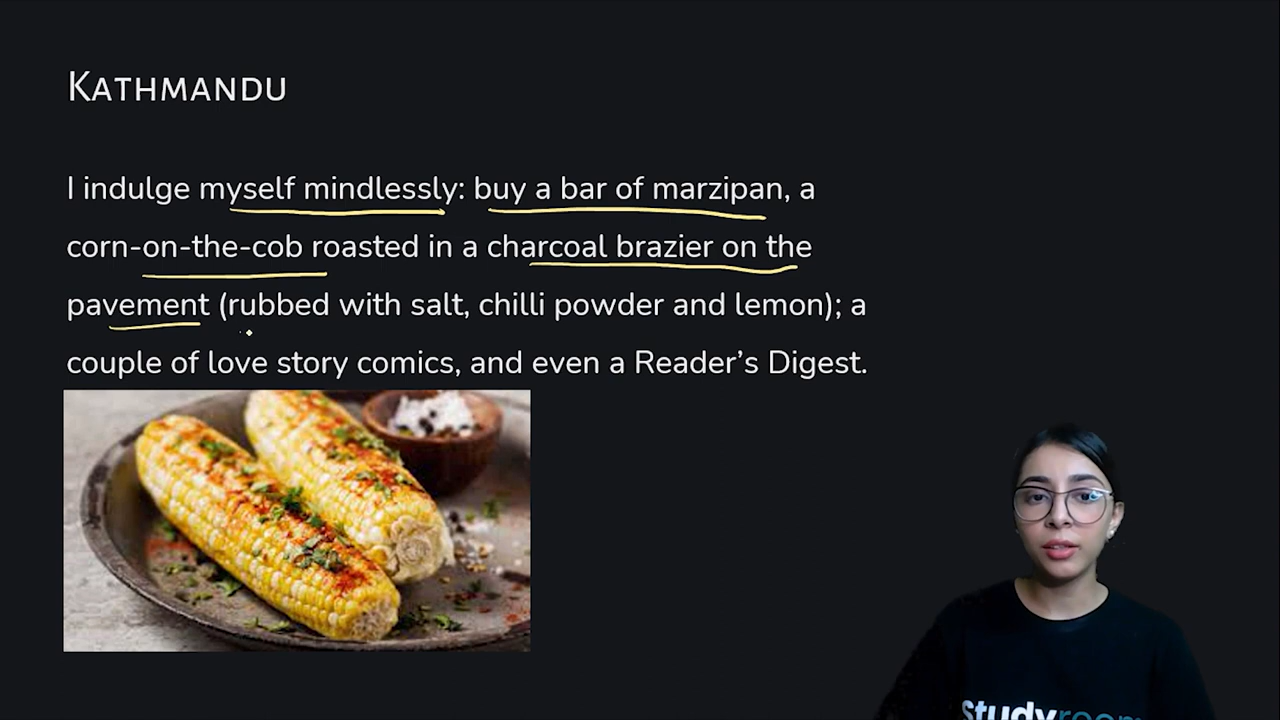 Kathmandu
I indulge myself mindlessly: buy a bar of marzipan, a
corn-on-the-cob roasted in a charcoal brazier on the
pavement (rubbed with salt, chilli powder and lemon); a
couple of love story comics, and even a Reader’s Digest.
studyroom